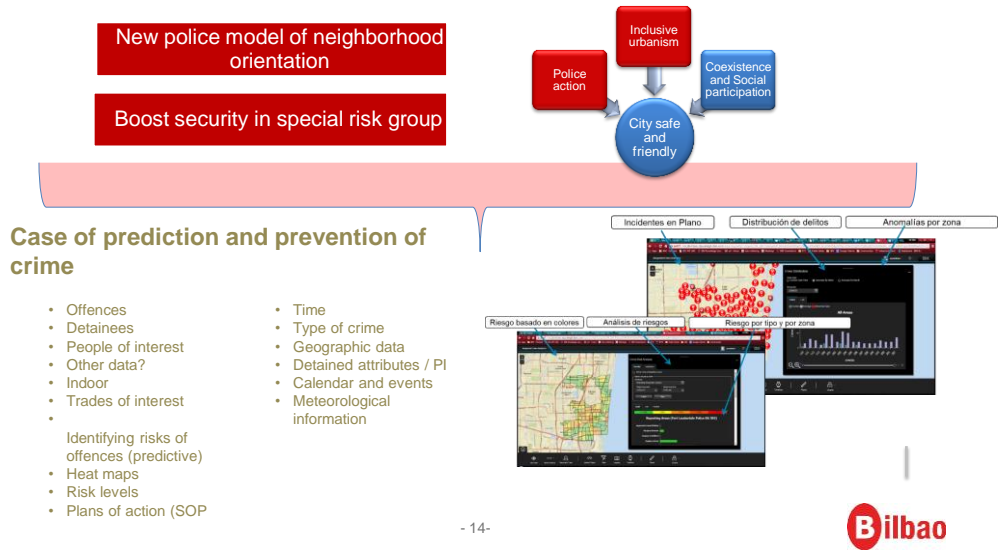 New police model of neighborhood
orientation
Boost security in special risk group
Inclusive
urbanism
Police
action
Coexistence
and Social
participation
City safe
and
friendly
Case of prediction and prevention of
crime
• Offences
• Detainees
• People of interest
• Other data?
• Indoor
• Trades of interest
•
Identifying risks of
offences (predictive)
• Heat maps
• Risk levels
• Plans of action (SOP
• Time
• Type of crime
• Geographic data
• Detained attributes / PI
• Calendar and events
• Meteorological
information
Incidentes en Plano
Distribución de delitos
Anomalías por zona
Riesgo basado en colores
Análisis de riesgos
Riesgo por tipo y por zona
- 14-
Bilbao